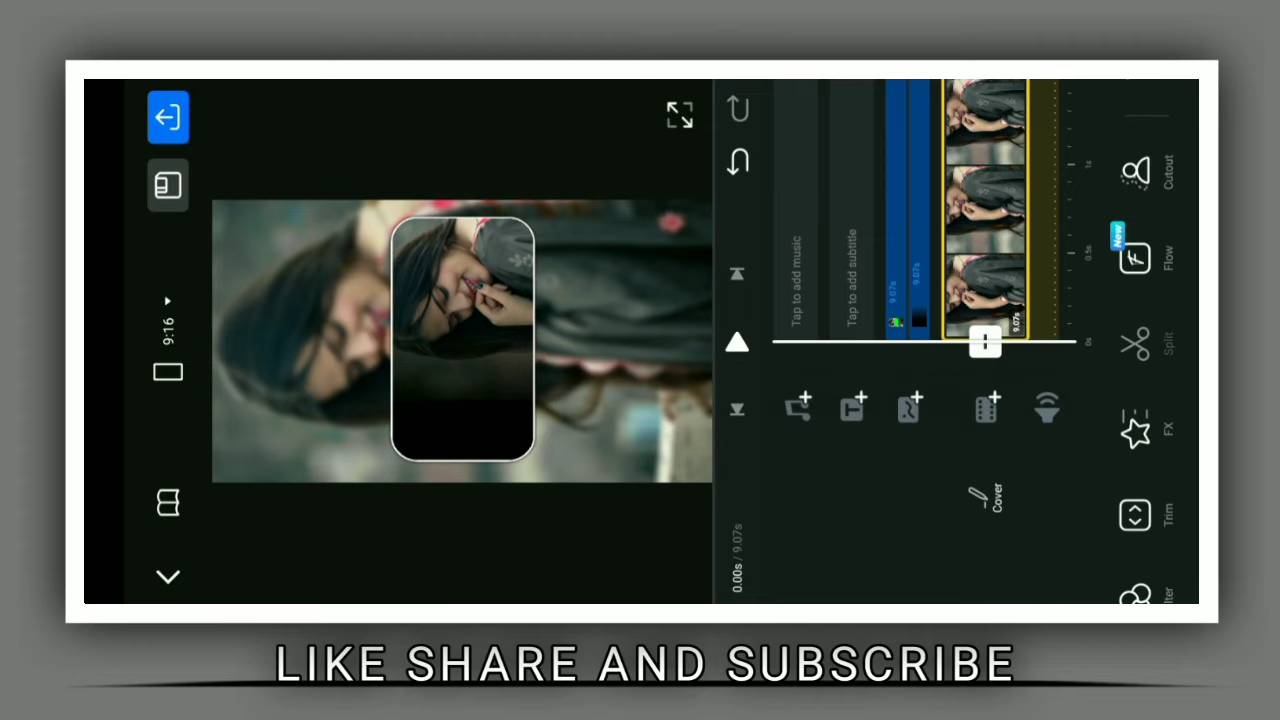 9:16
0.00s / 9.07s
Tap to add music
Tap to add subtitle
9.07s
9.07s
9.07s
0s
0.5s
1s
Cover
Cutout
New
Flow
Split
FX
Trim
lter
LIKE SHARE AND SUBSCRIBE